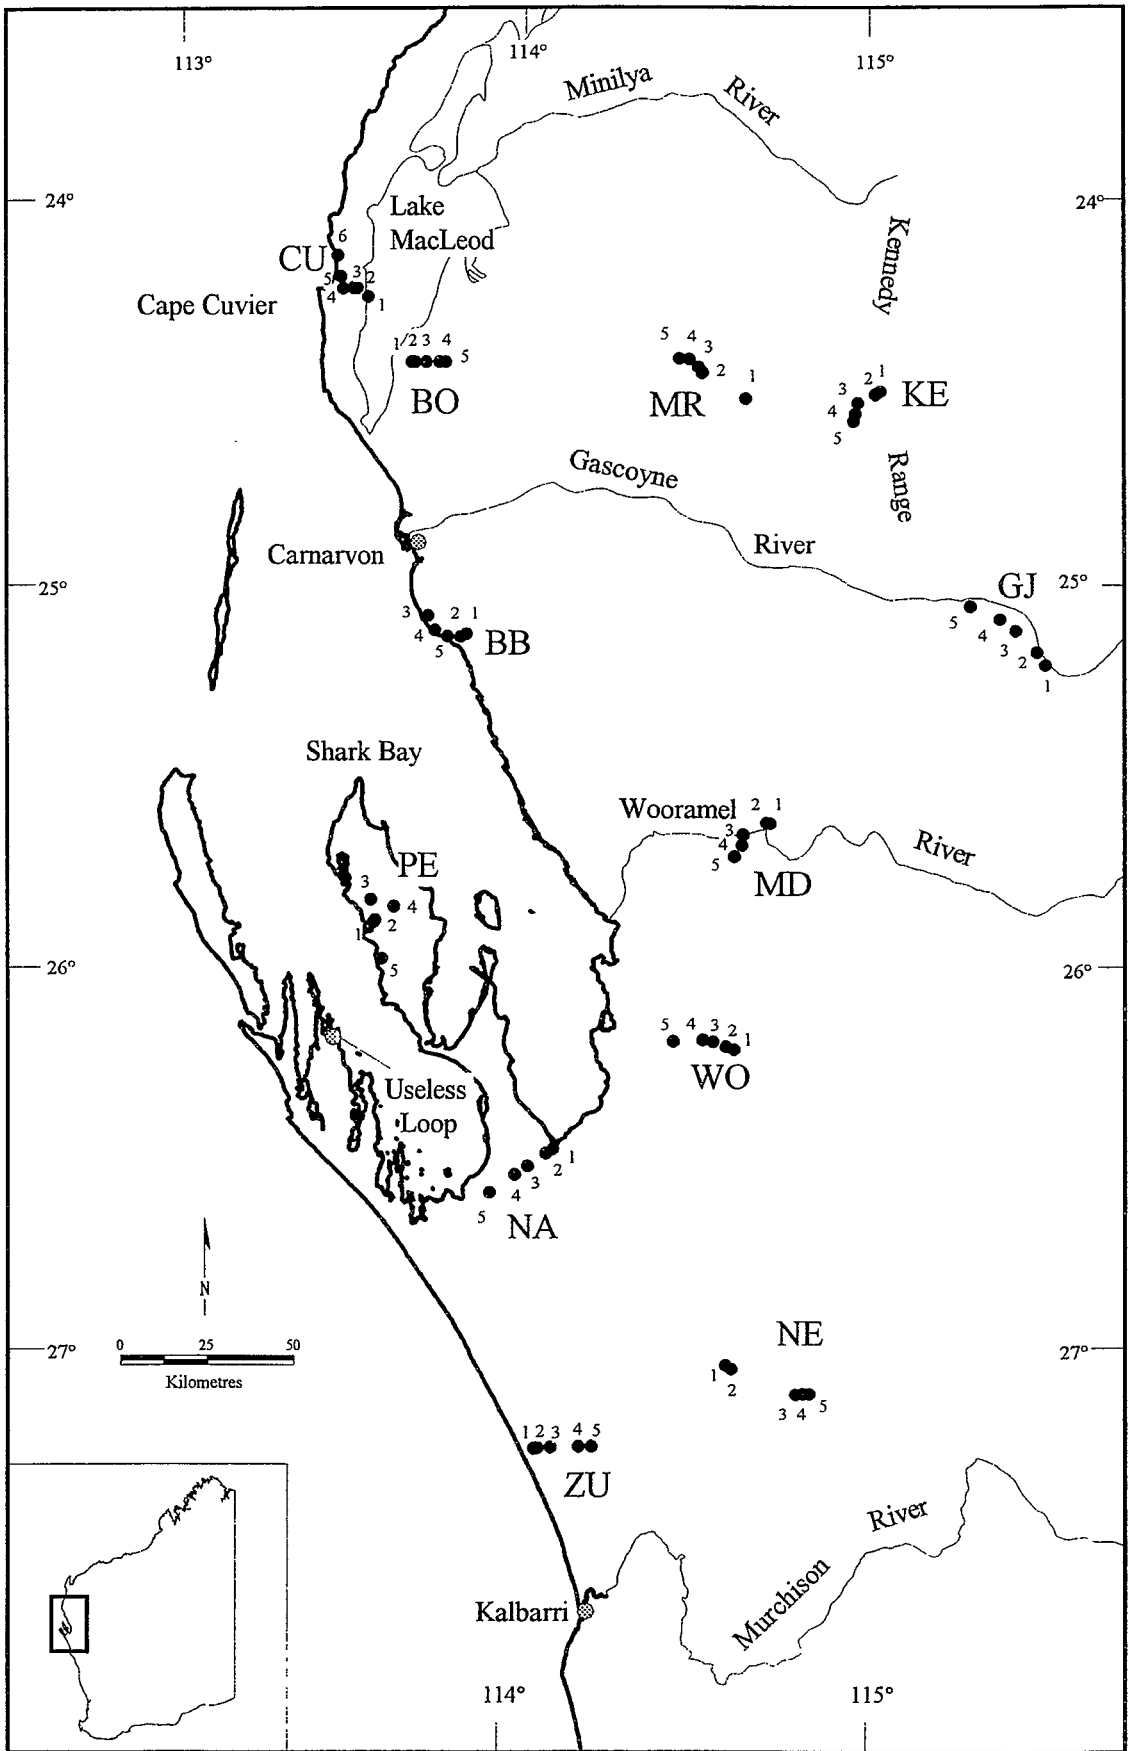 113°
114°
115°
Minilya
River
24°
24°
Lake
MacLeod
Kennedy
6
CU
5
3
2
4
1
Cape Cuvier
1/2
3
4
5
BO
5
4
3
2
1
MR
1
2
3
4
5
KE
Range
Gascoyne
River
Carnarvon
25°
25°
GJ
5
4
3
2
1
3
4
5
2
1
BB
Shark Bay
Wooramel
River
2
1
3
4
5
MD
PE
3
4
2
1
5
26°
26°
5
4
3
2
1
WO
Useless
Loop
1
2
3
4
5
NA
N
0
25
50
Kilometres
27°
27°
NE
1
2
3
4
5
1
2
3
4
5
ZU
River
Murchison
Kalbarri
114°
115°